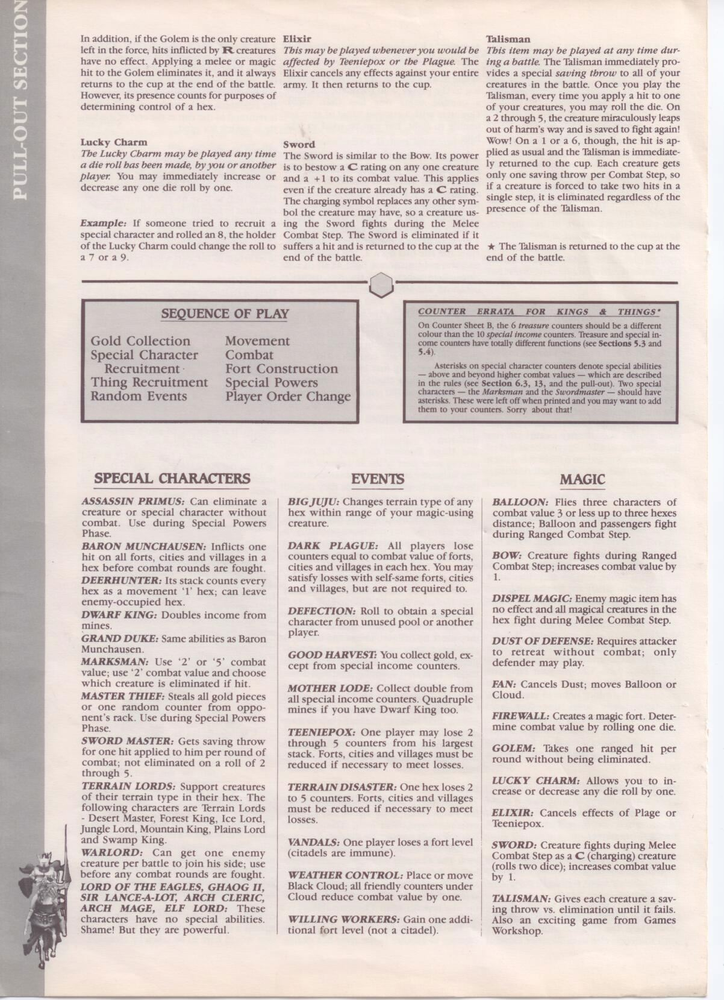 PULL-OUT SECTION
In addition, if the Golem is the only creature
left in the force, hits inflicted by R creatures
have no effect. Applying a melee or magic
hit to the Golem eliminates it, and it always
returns to the cup at the end of the battle.
However, its presence counts for purposes of
determining control of a hex.
Lucky Charm
The Lucky Charm may be played any time
a die roll has been made, by you or another
player. You may immediately increase or
decrease any one die roll by one.
Example: If someone tried to recruit a
special character and rolled an 8, the holder
of the Lucky Charm could change the roll to
a 7 or a 9.
Elixir
This may be played whenever you would be
affected by Teeniepox or the Plague. The
Elixir cancels any effects against your entire
army. It then returns to the cup.
Sword
The Sword is similar to the Bow. Its power
is to bestow a C rating on any one creature
and a +1 to its combat value. This applies
even if the creature already has a C rating.
The charging symbol replaces any other sym-
bol the creature may have, so a creature us-
ing the Sword fights during the Melee
Combat Step. The Sword is eliminated if it
suffers a hit and is returned to the cup at the
end of the battle.
Talisman
This item may be played at any time dur-
ing a battle. The Talisman immediately pro-
vides a special saving throw to all of your
creatures in the battle. Once you play the
Talisman, every time you apply a hit to one
of your creatures, you may roll the die. On
a 2 through 5, the creature miraculously leaps
out of harm's way and is saved to fight again!
Wow! On a 1 or a 6, though, the hit is ap-
plied as usual and the Talisman is immediate-
ly returned to the cup. Each creature gets
only one saving throw per Combat Step, so
if a creature is forced to take two hits in a
single step, it is eliminated regardless of the
presence of the Talisman.
★ The Talisman is returned to the cup at the
end of the battle.
SEQUENCE OF PLAY
Gold Collection
Special Character
Recruitment
Thing Recruitment
Random Events
Movement
Combat
Fort Construction
Special Powers
Player Order Change
COUNTER ERRATA FOR KINGS & THINGS*
On Counter Sheet B, the 6 treasure counters should be a different
colour than the 10 special income counters. Treasure and special in-
come counters have totally different functions (see Sections 5.3 and
5.4).
Asterisks on special character counters denote special abilities
— above and beyond higher combat values — which are described
in the rules (see Section 6.3, 13, and the pull-out). Two special
characters — the Marksman and the Swordmaster — should have
asterisks. These were left off when printed and you may want to add
them to your counters. Sorry about that!
SPECIAL CHARACTERS
ASSASSIN PRIMUS: Can eliminate a
creature or special character without
combat. Use during Special Powers
Phase.
BARON MUNCHAUSEN: Inflicts one
hit on all forts, cities and villages in a
hex before combat rounds are fought.
DEERHUNTER: Its stack counts every
hex as a movement '1' hex; can leave
enemy-occupied hex.
DWARF KING: Doubles income from
mines.
GRAND DUKE: Same abilities as Baron
Munchausen.
MARKSMAN: Use '2' or '5' combat
value; use '2' combat value and choose
which creature is eliminated if hit.
MASTER THIEF: Steals all gold pieces
or one random counter from oppo-
nent's rack. Use during Special Powers
Phase.
SWORD MASTER: Gets saving throw
for one hit applied to him per round of
combat; not eliminated on a roll of 2
through 5.
TERRAIN LORDS: Support creatures
of their terrain type in their hex. The
following characters are Terrain Lords
- Desert Master, Forest King, Ice Lord,
Jungle Lord, Mountain King, Plains Lord
and Swamp King.
WARLORD: Can get one enemy
creature per battle to join his side; use
before any combat rounds are fought.
LORD OF THE EAGLES, GHAOG II,
SIR LANCE-A-LOT, ARCH CLERIC,
ARCH MAGE, ELF LORD: These
characters have no special abilities.
Shame! But they are powerful.
EVENTS
BIG JUJU: Changes terrain type of any
hex within range of your magic-using
creature.
DARK PLAGUE: All players lose
counters equal to combat value of forts,
cities and villages in each hex. You may
satisfy losses with self-same forts, cities
and villages, but are not required to.
DEFECTION: Roll to obtain a special
character from unused pool or another
player.
GOOD HARVEST: You collect gold, ex-
cept from special income counters.
MOTHER LODE: Collect double from
all special income counters. Quadruple
mines if you have Dwarf King too.
TEENIEPOX: One player may lose 2
through 5 counters from his largest
stack. Forts, cities and villages must be
reduced if necessary to meet losses.
TERRAIN DISASTER: One hex loses 2
to 5 counters. Forts, cities and villages
must be reduced if necessary to meet
losses.
VANDALS: One player loses a fort level
(citadels are immune).
WEATHER CONTROL: Place or move
Black Cloud; all friendly counters under
Cloud reduce combat value by one.
WILLING WORKERS: Gain one addi-
tional fort level (not a citadel).
MAGIC
BALLOON: Flies three characters of
combat value 3 or less up to three hexes
distance; Balloon and passengers fight
during Ranged Combat Step.
BOW: Creature fights during Ranged
Combat Step; increases combat value by
1.
DISPEL MAGIC: Enemy magic item has
no effect and all magical creatures in the
hex fight during Melee Combat Step.
DUST OF DEFENSE: Requires attacker
to retreat without combat; only
defender may play.
FAN: Cancels Dust; moves Balloon or
Cloud.
FIREWALL: Creates a magic fort. Deter-
mine combat value by rolling one die.
GOLEM: Takes one ranged hit per
round without being eliminated.
LUCKY CHARM: Allows you to in-
crease or decrease any die roll by one.
ELIXIR: Cancels effects of Plage or
Teeniepox.
SWORD: Creature fights during Melee
Combat Step as a C (charging) creature
(rolls two dice); increases combat value
by 1.
TALISMAN: Gives each creature a sav-
ing throw vs. elimination until it fails.
Also an exciting game from Games
Workshop.